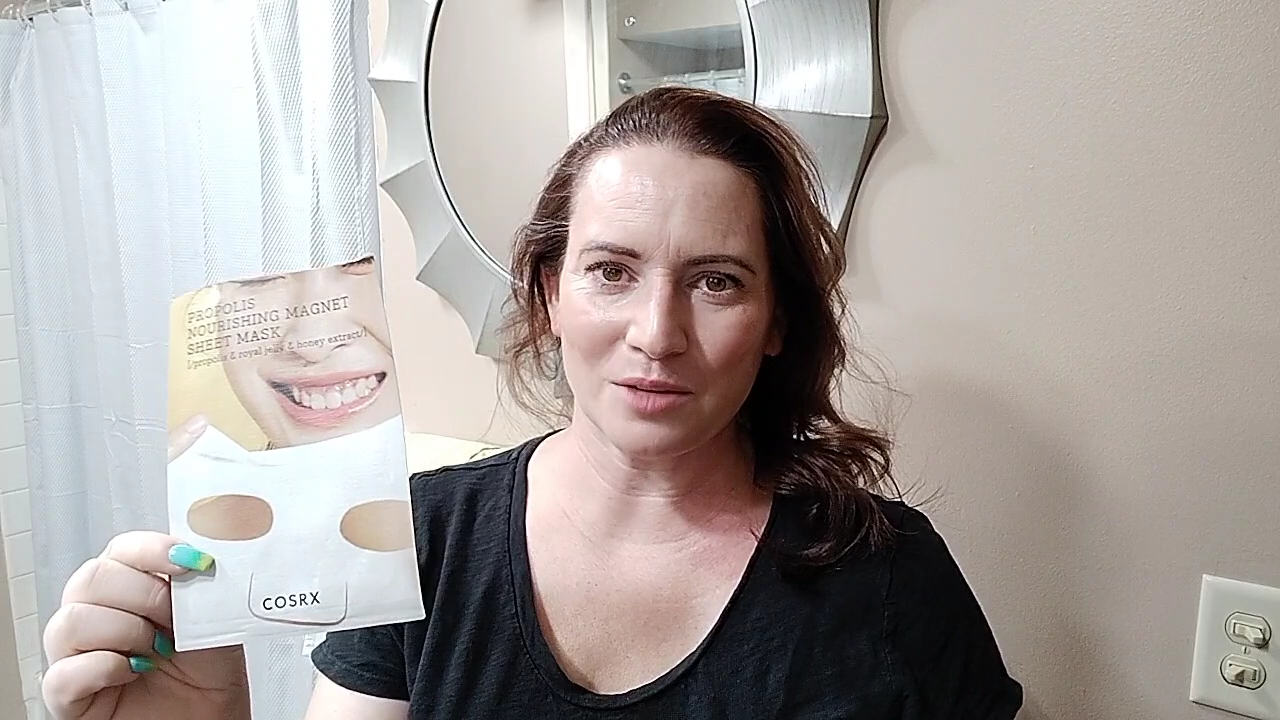 PROPOLIS
NOURISHING MAGNET
SHEET MASK
[propolis & royal jelly & honey extract]
COSRX